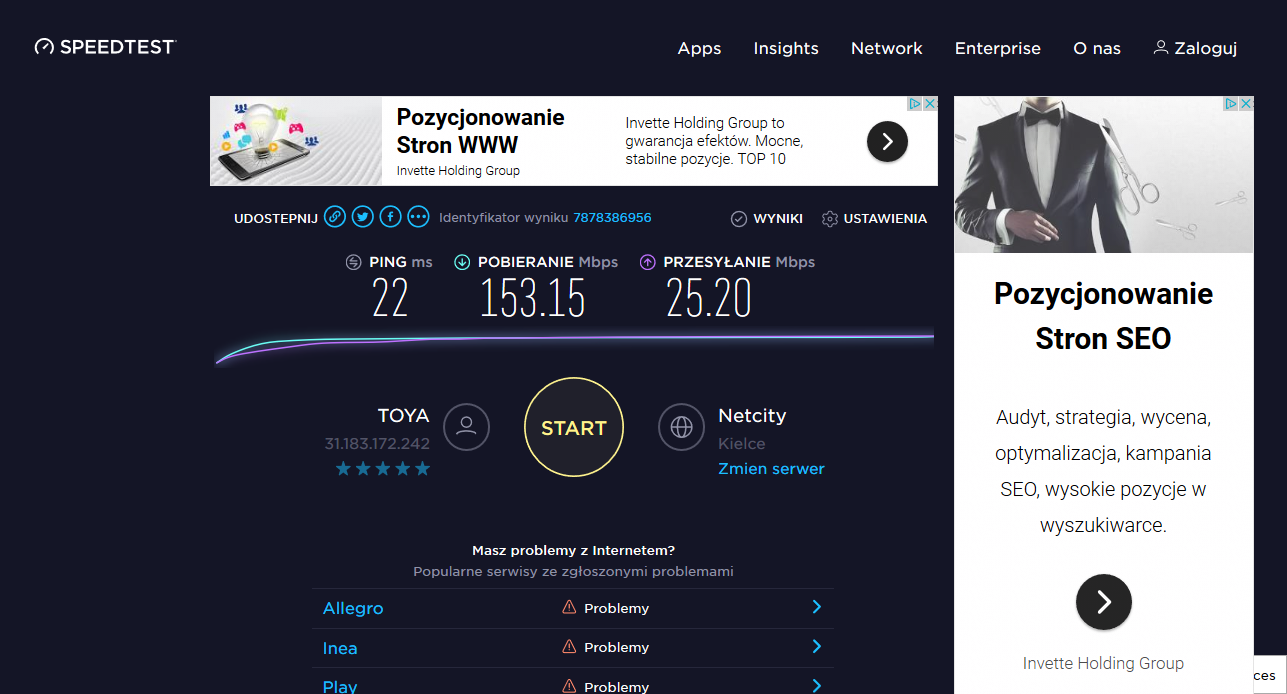 SPEEDTEST
Apps Insights Network Enterprise O nas Zaloguj
Pozycjonowanie
Stron WWW
Invette Holding Group
Invette Holding Group to
gwarancja efektów. Mocne,
stabilne pozycje. TOP 10
UDOSTEPNIJ Identyfikator wyniku 7878386956 WYNIKI USTAWIENIA
PING ms POBIERANIE Mbps PRZESYŁANIE Mbps
22 153.15 25.20
TOYA
31.183.172.242
START
Netcity
Kielce
Zmien serwer
Masz problemy z Internetem?
Popularne serwisy ze zgłoszonymi problemami
Allegro Problemy
Inea Problemy
Play Problemy
Pozycjonowanie
Stron SEO
Audyt, strategia, wycena,
optymalizacja, kampania
SEO, wysokie pozycje w
wyszukiwarce.
Invette Holding Group
ces